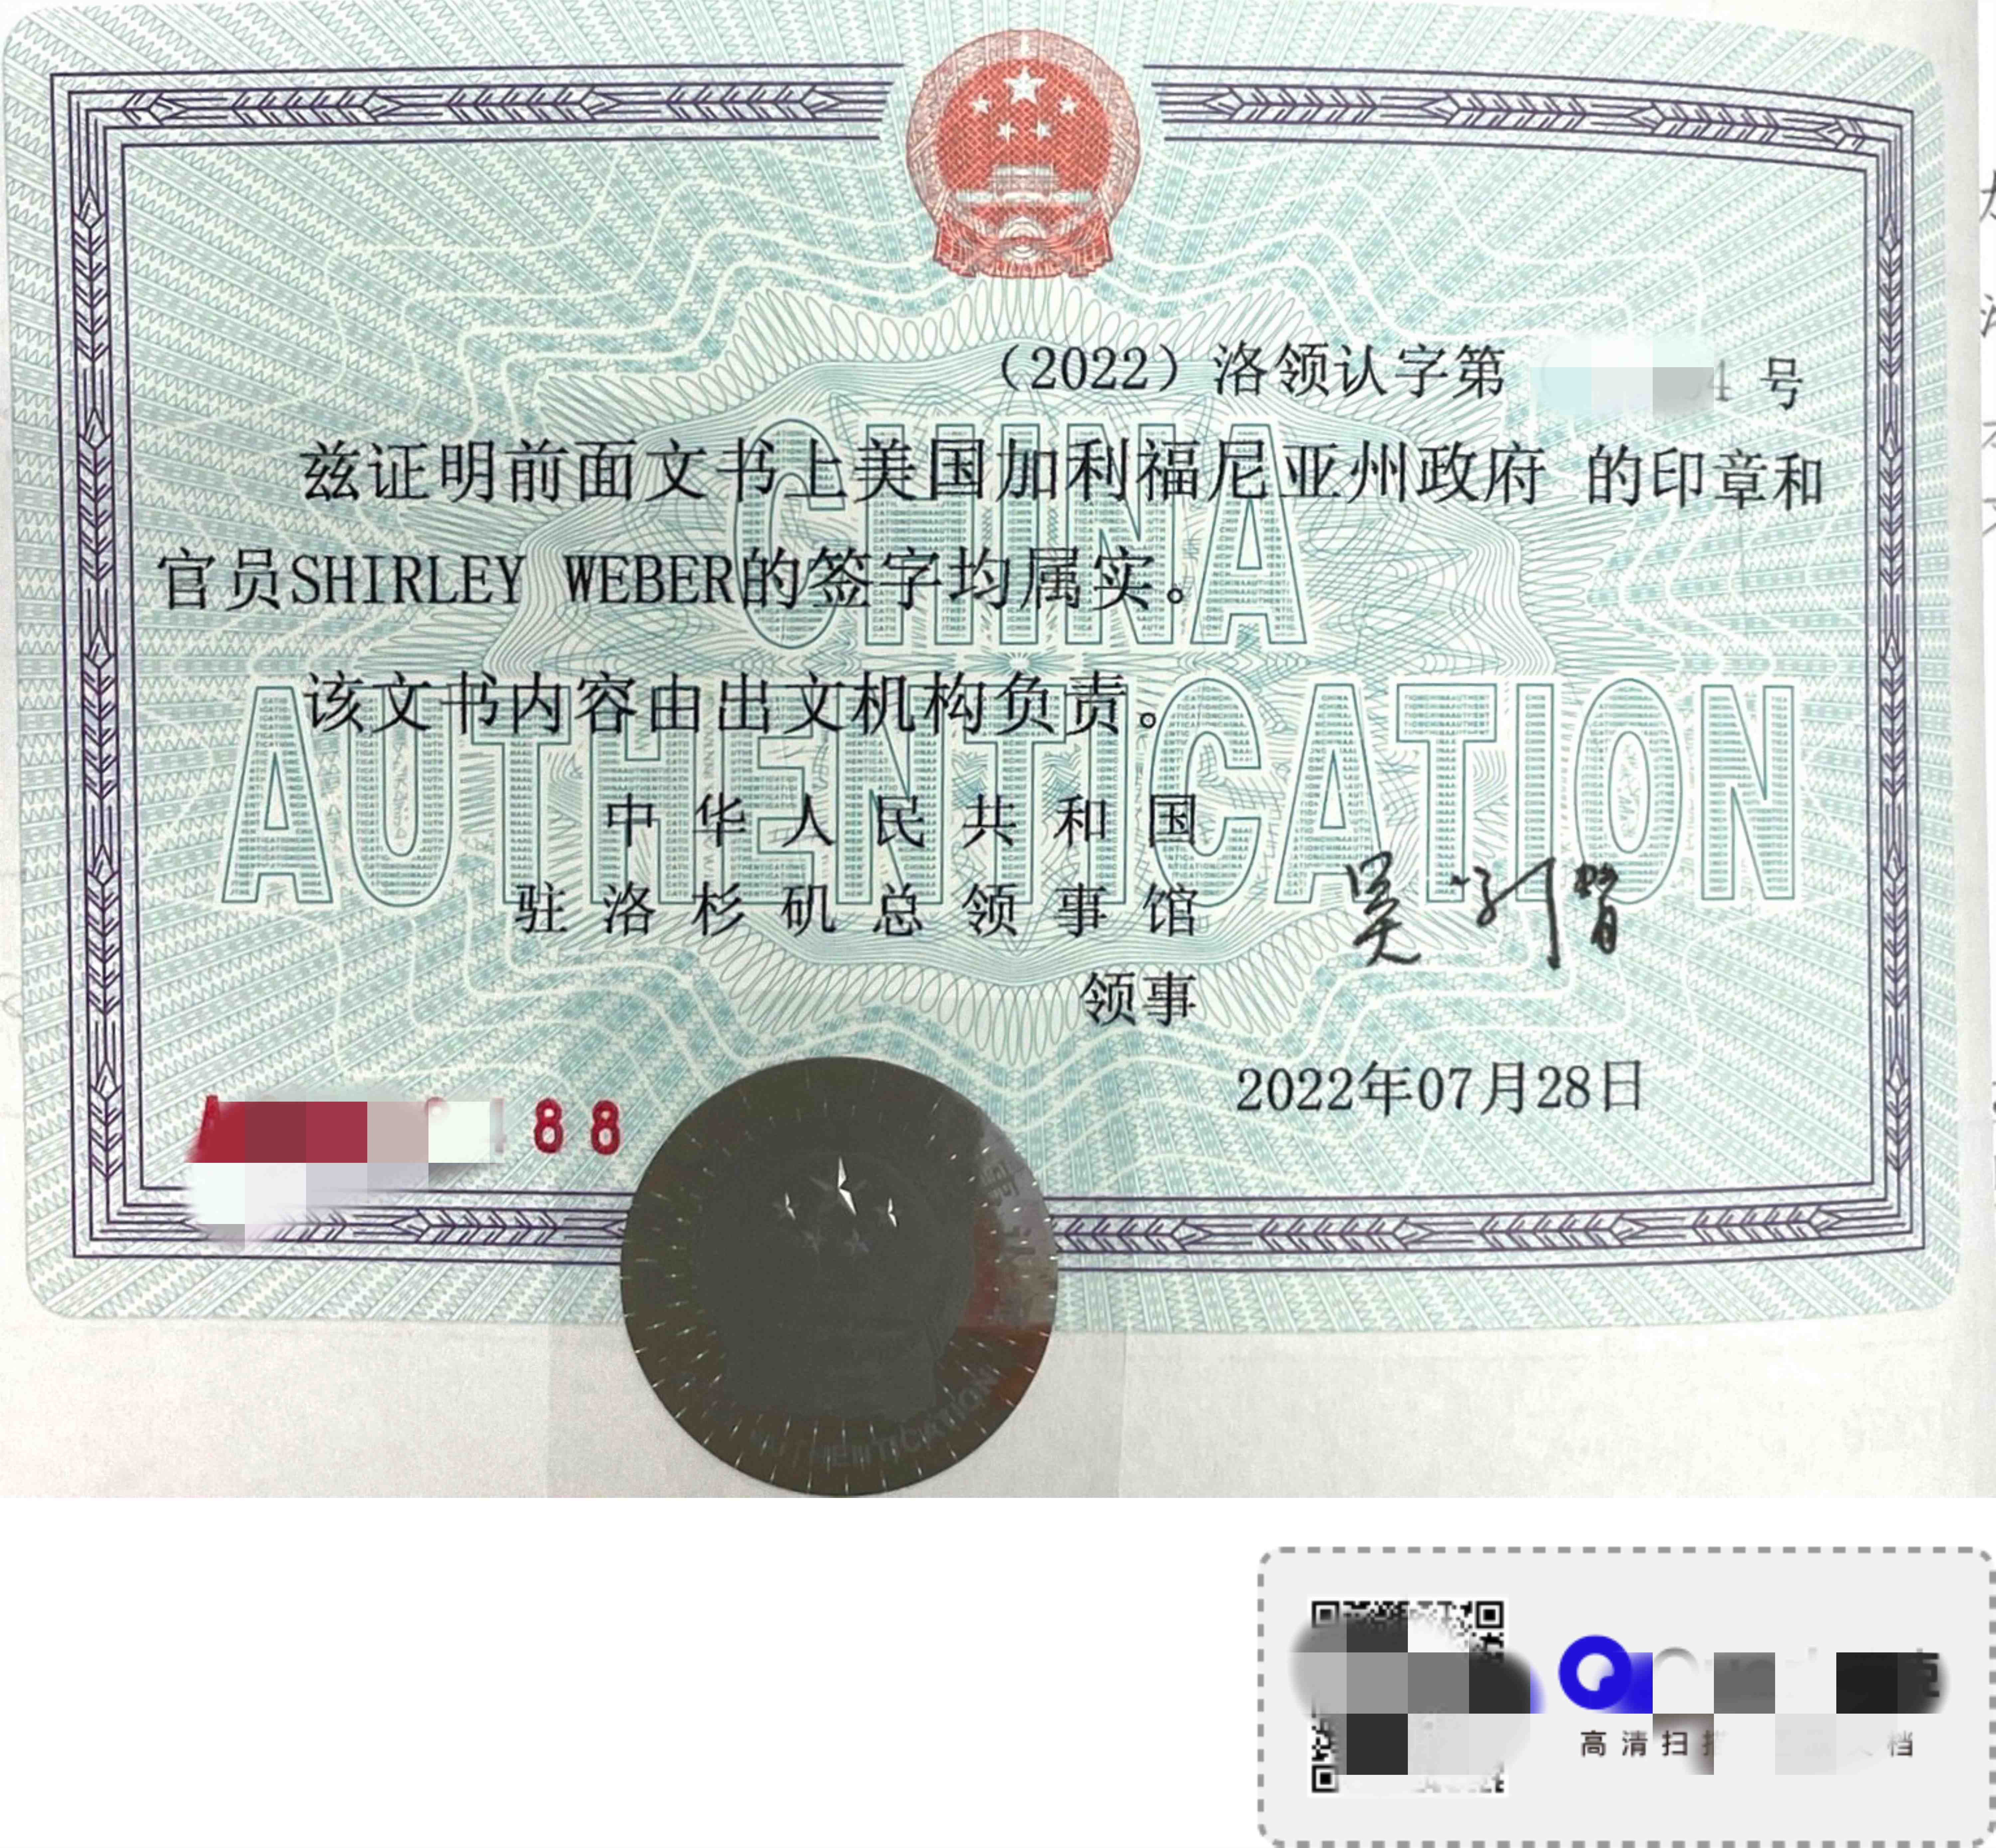 （2022）洛领认字第 4 号
CHINA
兹证明前面文书上美国加利福尼亚州政府 的印章和
官员SHIRLEY WEBER的签字均属实。
AUTHENTICATION
该文书内容由出文机构负责。
中华人民共和国
驻洛杉矶总领事馆
领事
2022年07月28日
88
AUTHENTICATION
高清扫 档